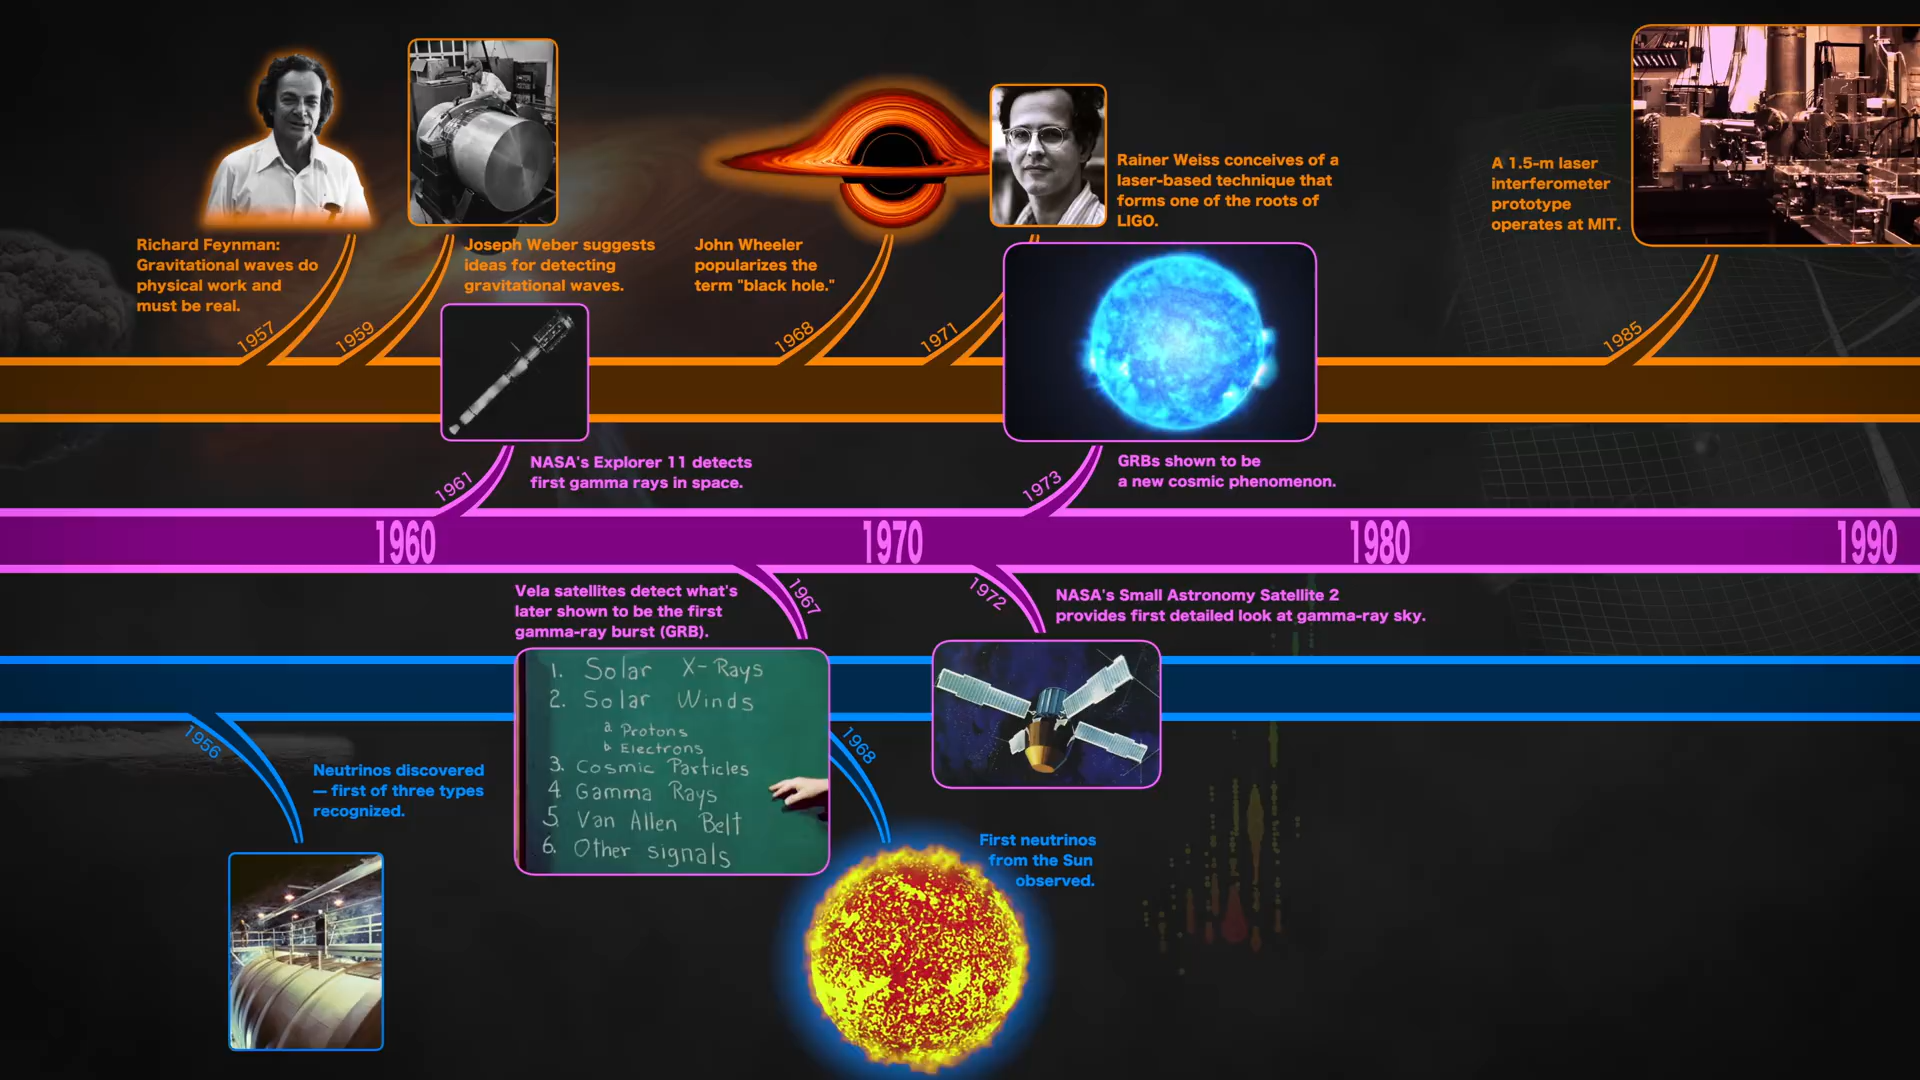 Richard Feynman:
Gravitational waves do
physical work and
must be real.
1957
Joseph Weber suggests
ideas for detecting
gravitational waves.
1959
John Wheeler
popularizes the
term "black hole."
1968
Rainer Weiss conceives of a
laser-based technique that
forms one of the roots of
LIGO.
1971
A 1.5-m laser
interferometer
prototype
operates at MIT.
1985
NASA's Explorer 11 detects
first gamma rays in space.
1961
GRBs shown to be
a new cosmic phenomenon.
1973
1960
1970
1980
1990
Vela satellites detect what's
later shown to be the first
gamma-ray burst (GRB).
1967
1972
NASA's Small Astronomy Satellite 2
provides first detailed look at gamma-ray sky.
1. Solar X-Rays
2. Solar Winds
a. Protons
b Electrons
3. Cosmic Particles
4. Gamma Rays
5. Van Allen Belt
6. Other signals
1956
Neutrinos discovered
— first of three types
recognized.
1968
First neutrinos
from the Sun
observed.